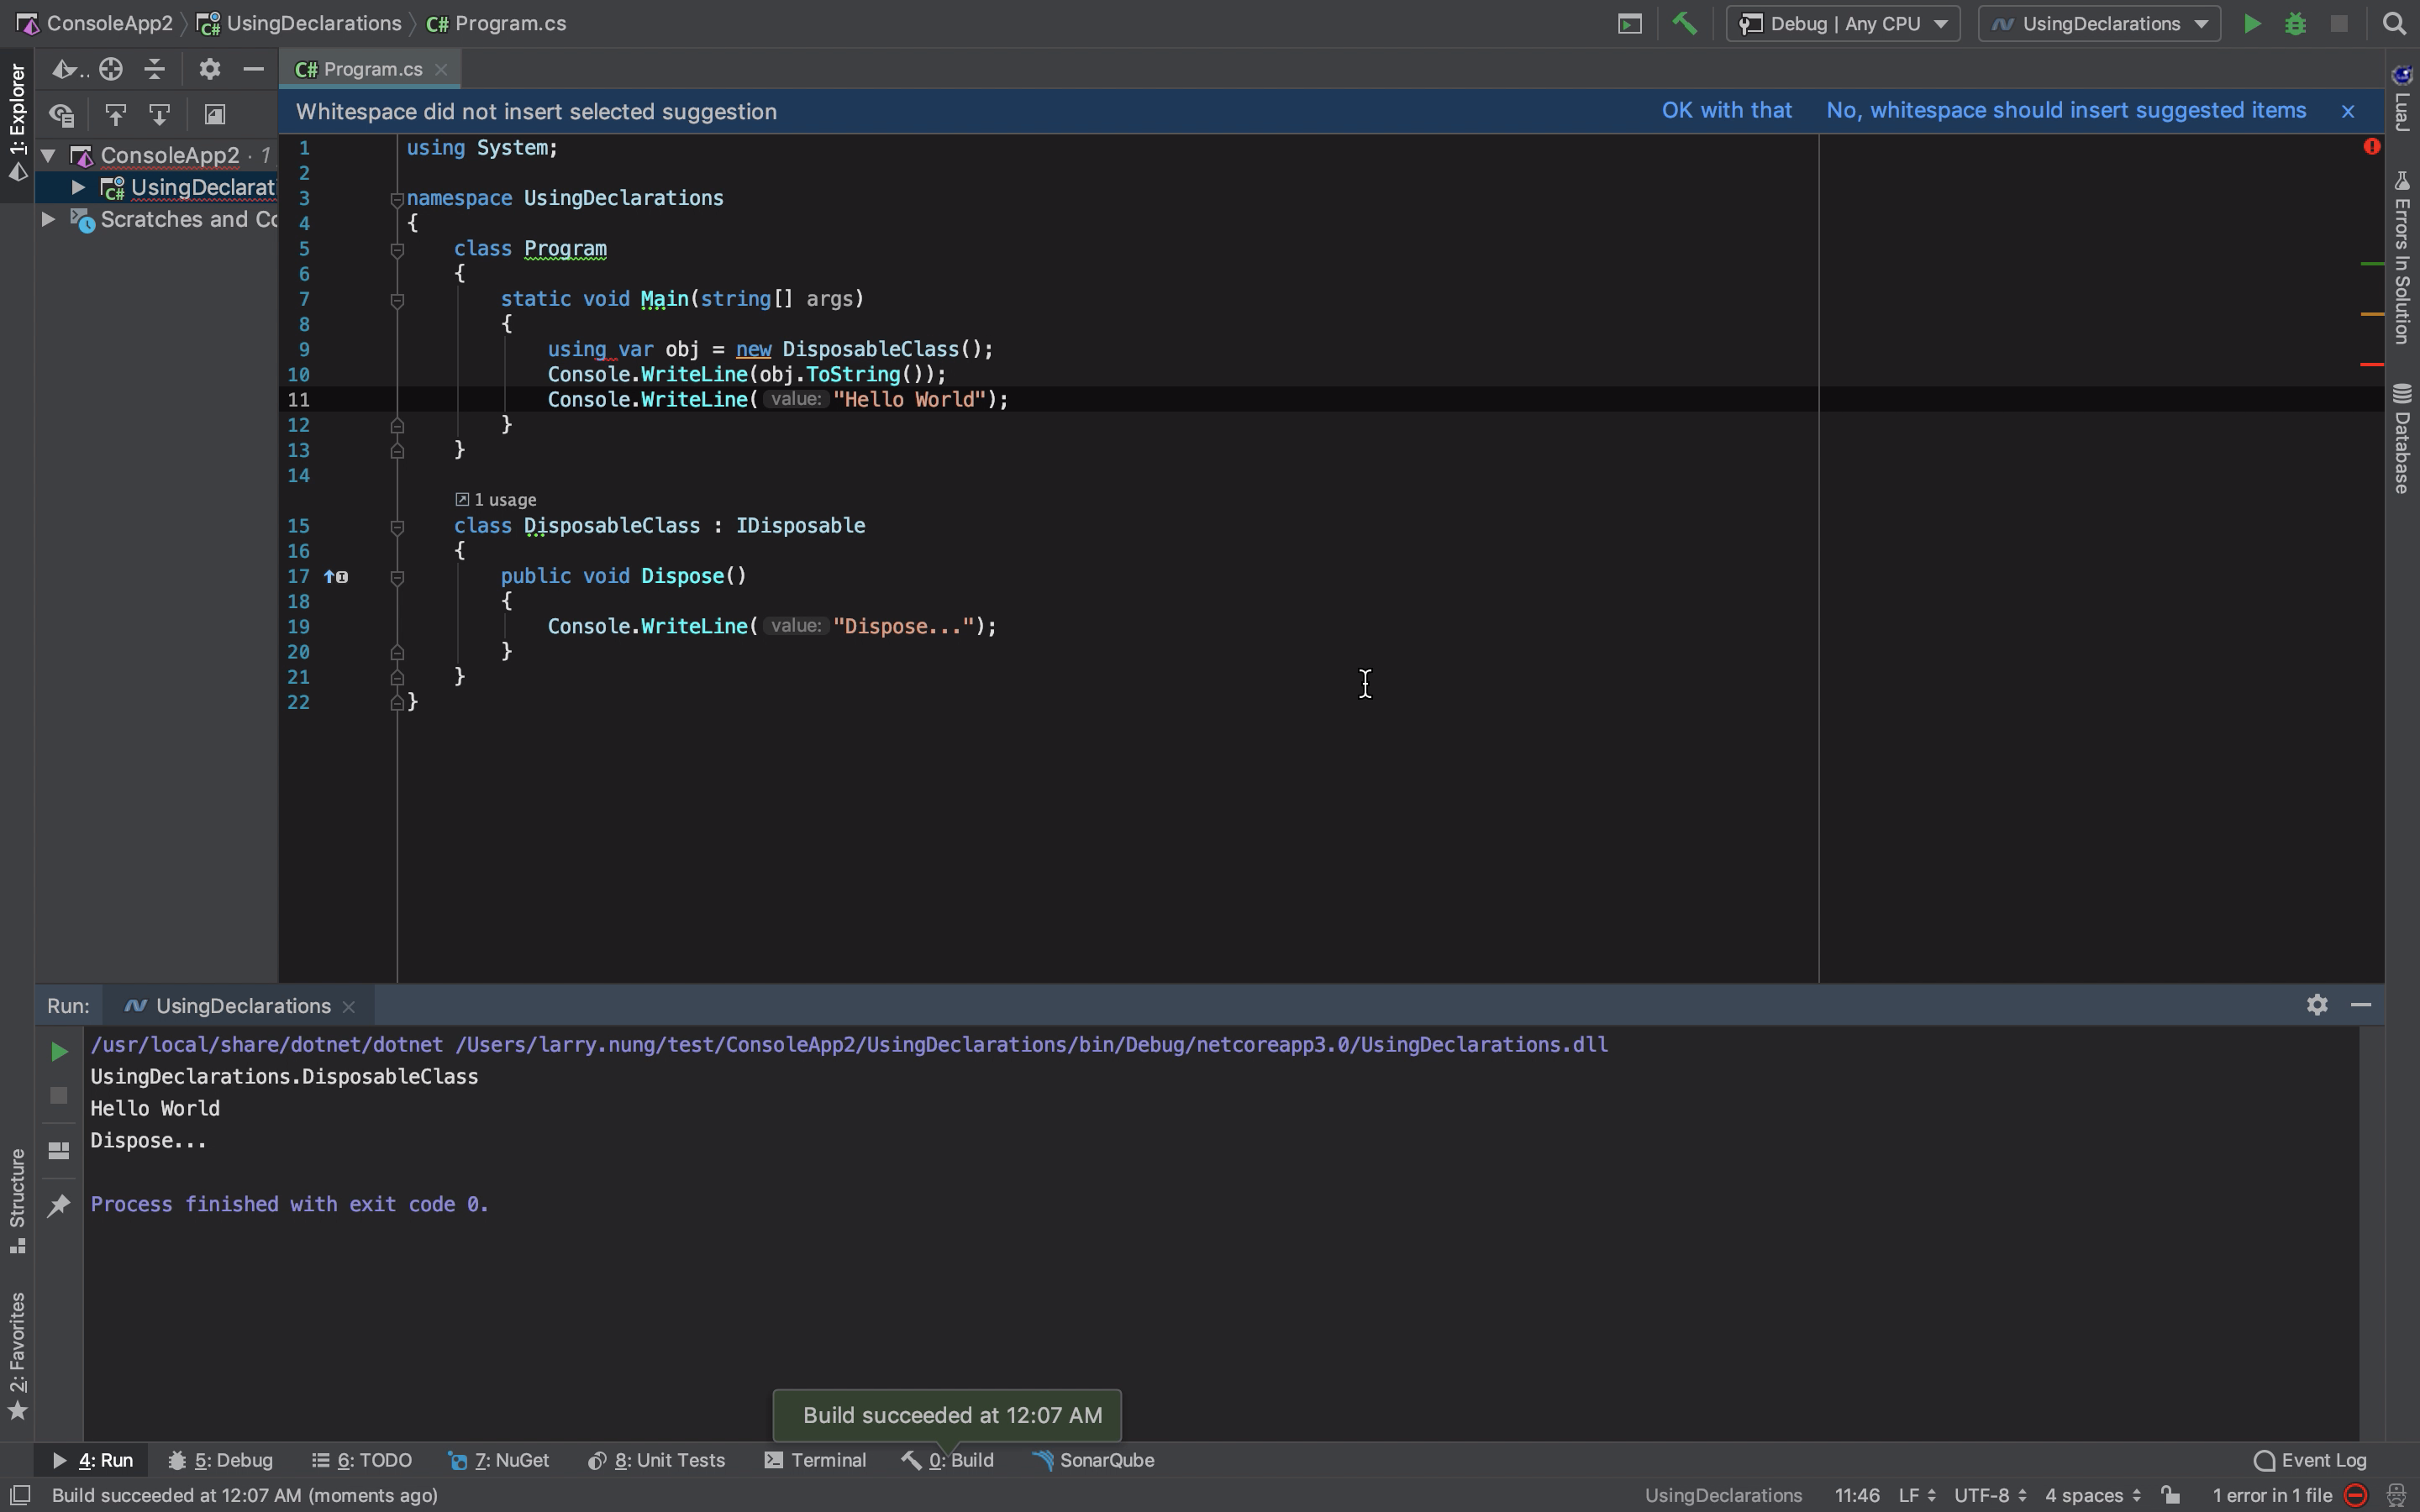 ConsoleApp2 UsingDeclarations C# Program.cs
Debug | Any CPU UsingDeclarations
1: Explorer
C# Program.cs
Whitespace did not insert selected suggestion OK with that No, whitespace should insert suggested items
ConsoleApp2 · 1
UsingDeclarati
Scratches and Co
1 using System;
2
3 namespace UsingDeclarations
4 {
5 class Program
6 {
7 static void Main(string[] args)
8 {
9 using var obj = new DisposableClass();
10 Console.WriteLine(obj.ToString());
11 Console.WriteLine( value: "Hello World");
12 }
13 }
14
1 usage
15 class DisposableClass : IDisposable
16 {
17 public void Dispose()
18 {
19 Console.WriteLine( value: "Dispose...");
20 }
21 }
22 }
LuaJ
Errors In Solution
Database
Run: UsingDeclarations
/usr/local/share/dotnet/dotnet /Users/larry.nung/test/ConsoleApp2/UsingDeclarations/bin/Debug/netcoreapp3.0/UsingDeclarations.dll
UsingDeclarations.DisposableClass
Hello World
Dispose...
Process finished with exit code 0.
Structure
2: Favorites
Build succeeded at 12:07 AM
4: Run 5: Debug 6: TODO 7: NuGet 8: Unit Tests Terminal 0: Build SonarQube Event Log
Build succeeded at 12:07 AM (moments ago) UsingDeclarations 11:46 LF UTF-8 4 spaces 1 error in 1 file